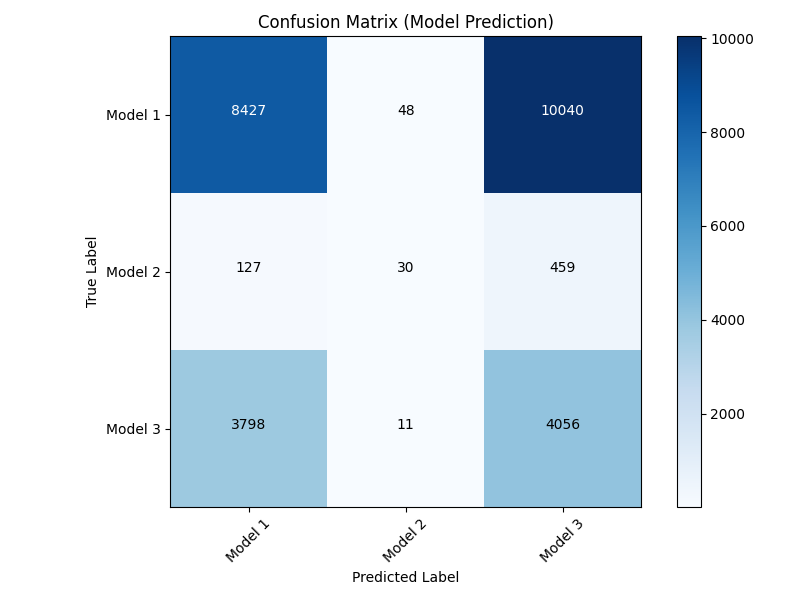 Confusion Matrix (Model Prediction)
Model 1
8427
48
10040
Model 2
127
30
459
Model 3
3798
11
4056
Model 1
Model 2
Model 3
Predicted Label
True Label
10000
8000
6000
4000
2000